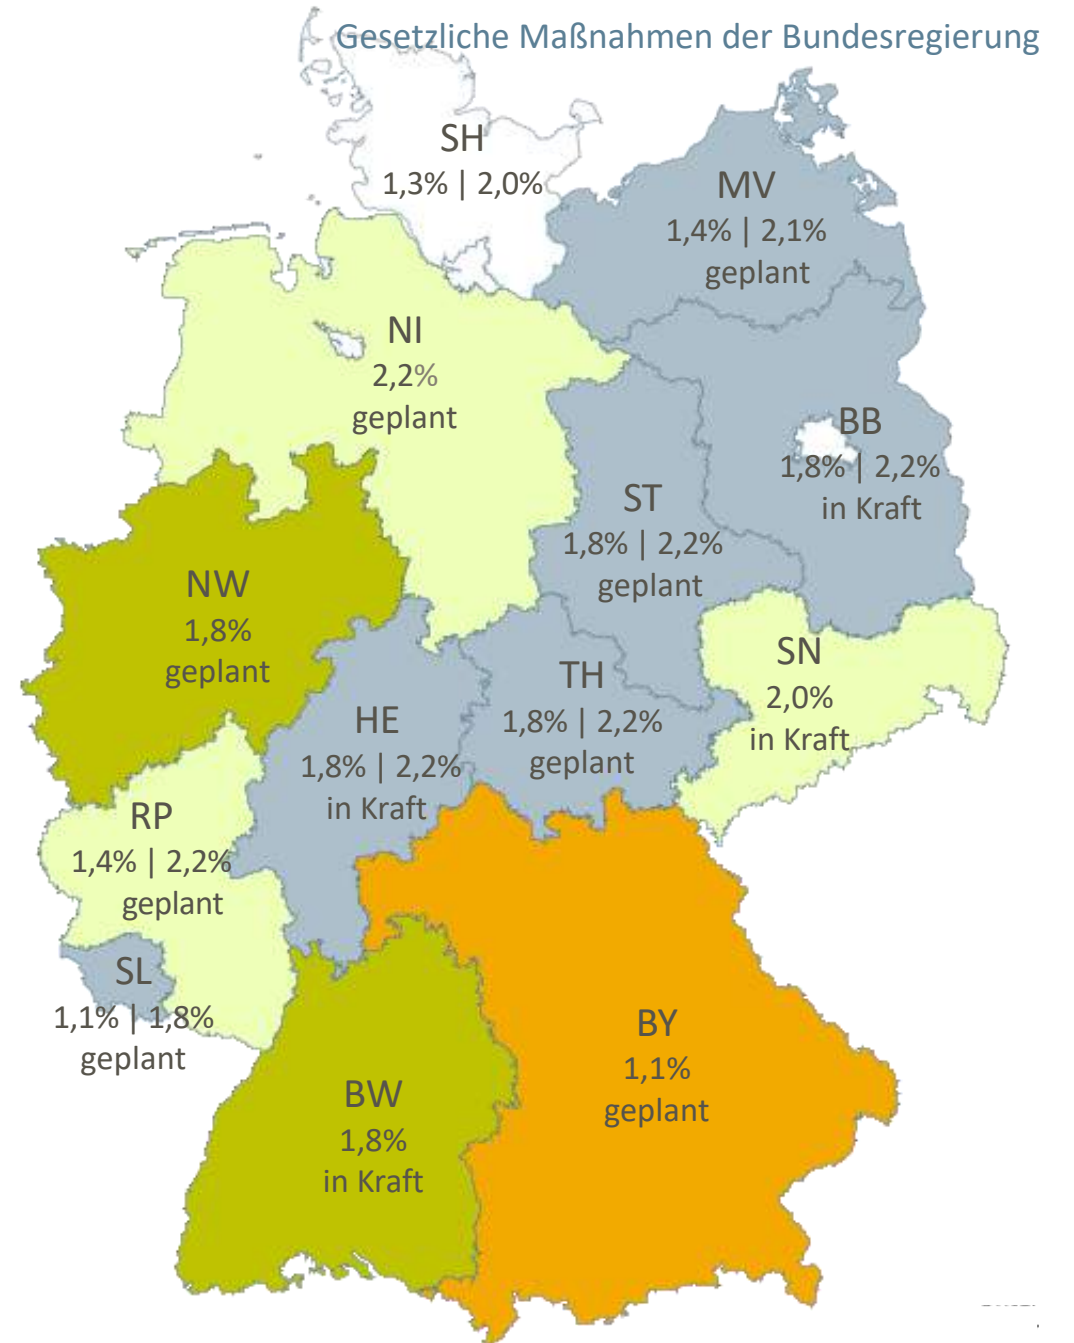 Gesetzliche Maßnahmen der Bundesregierung
SH
1,3% | 2,0%
MV
1,4% | 2,1%
geplant
NI
2,2%
geplant
BB
1,8% | 2,2%
in Kraft
ST
1,8% | 2,2%
geplant
NW
1,8%
geplant
SN
2,0%
in Kraft
TH
1,8% | 2,2%
geplant
HE
1,8% | 2,2%
in Kraft
RP
1,4% | 2,2%
geplant
SL
1,1% | 1,8%
geplant
BY
1,1%
geplant
BW
1,8%
in Kraft